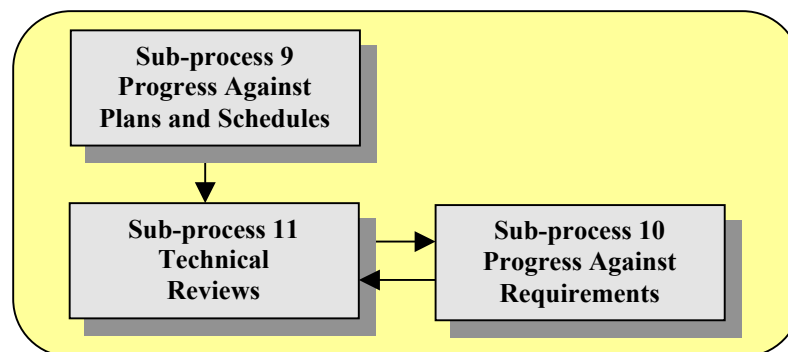 Sub-process 9
Progress Against
Plans and Schedules
Sub-process 11
Technical
Reviews
Sub-process 10
Progress Against
Requirements